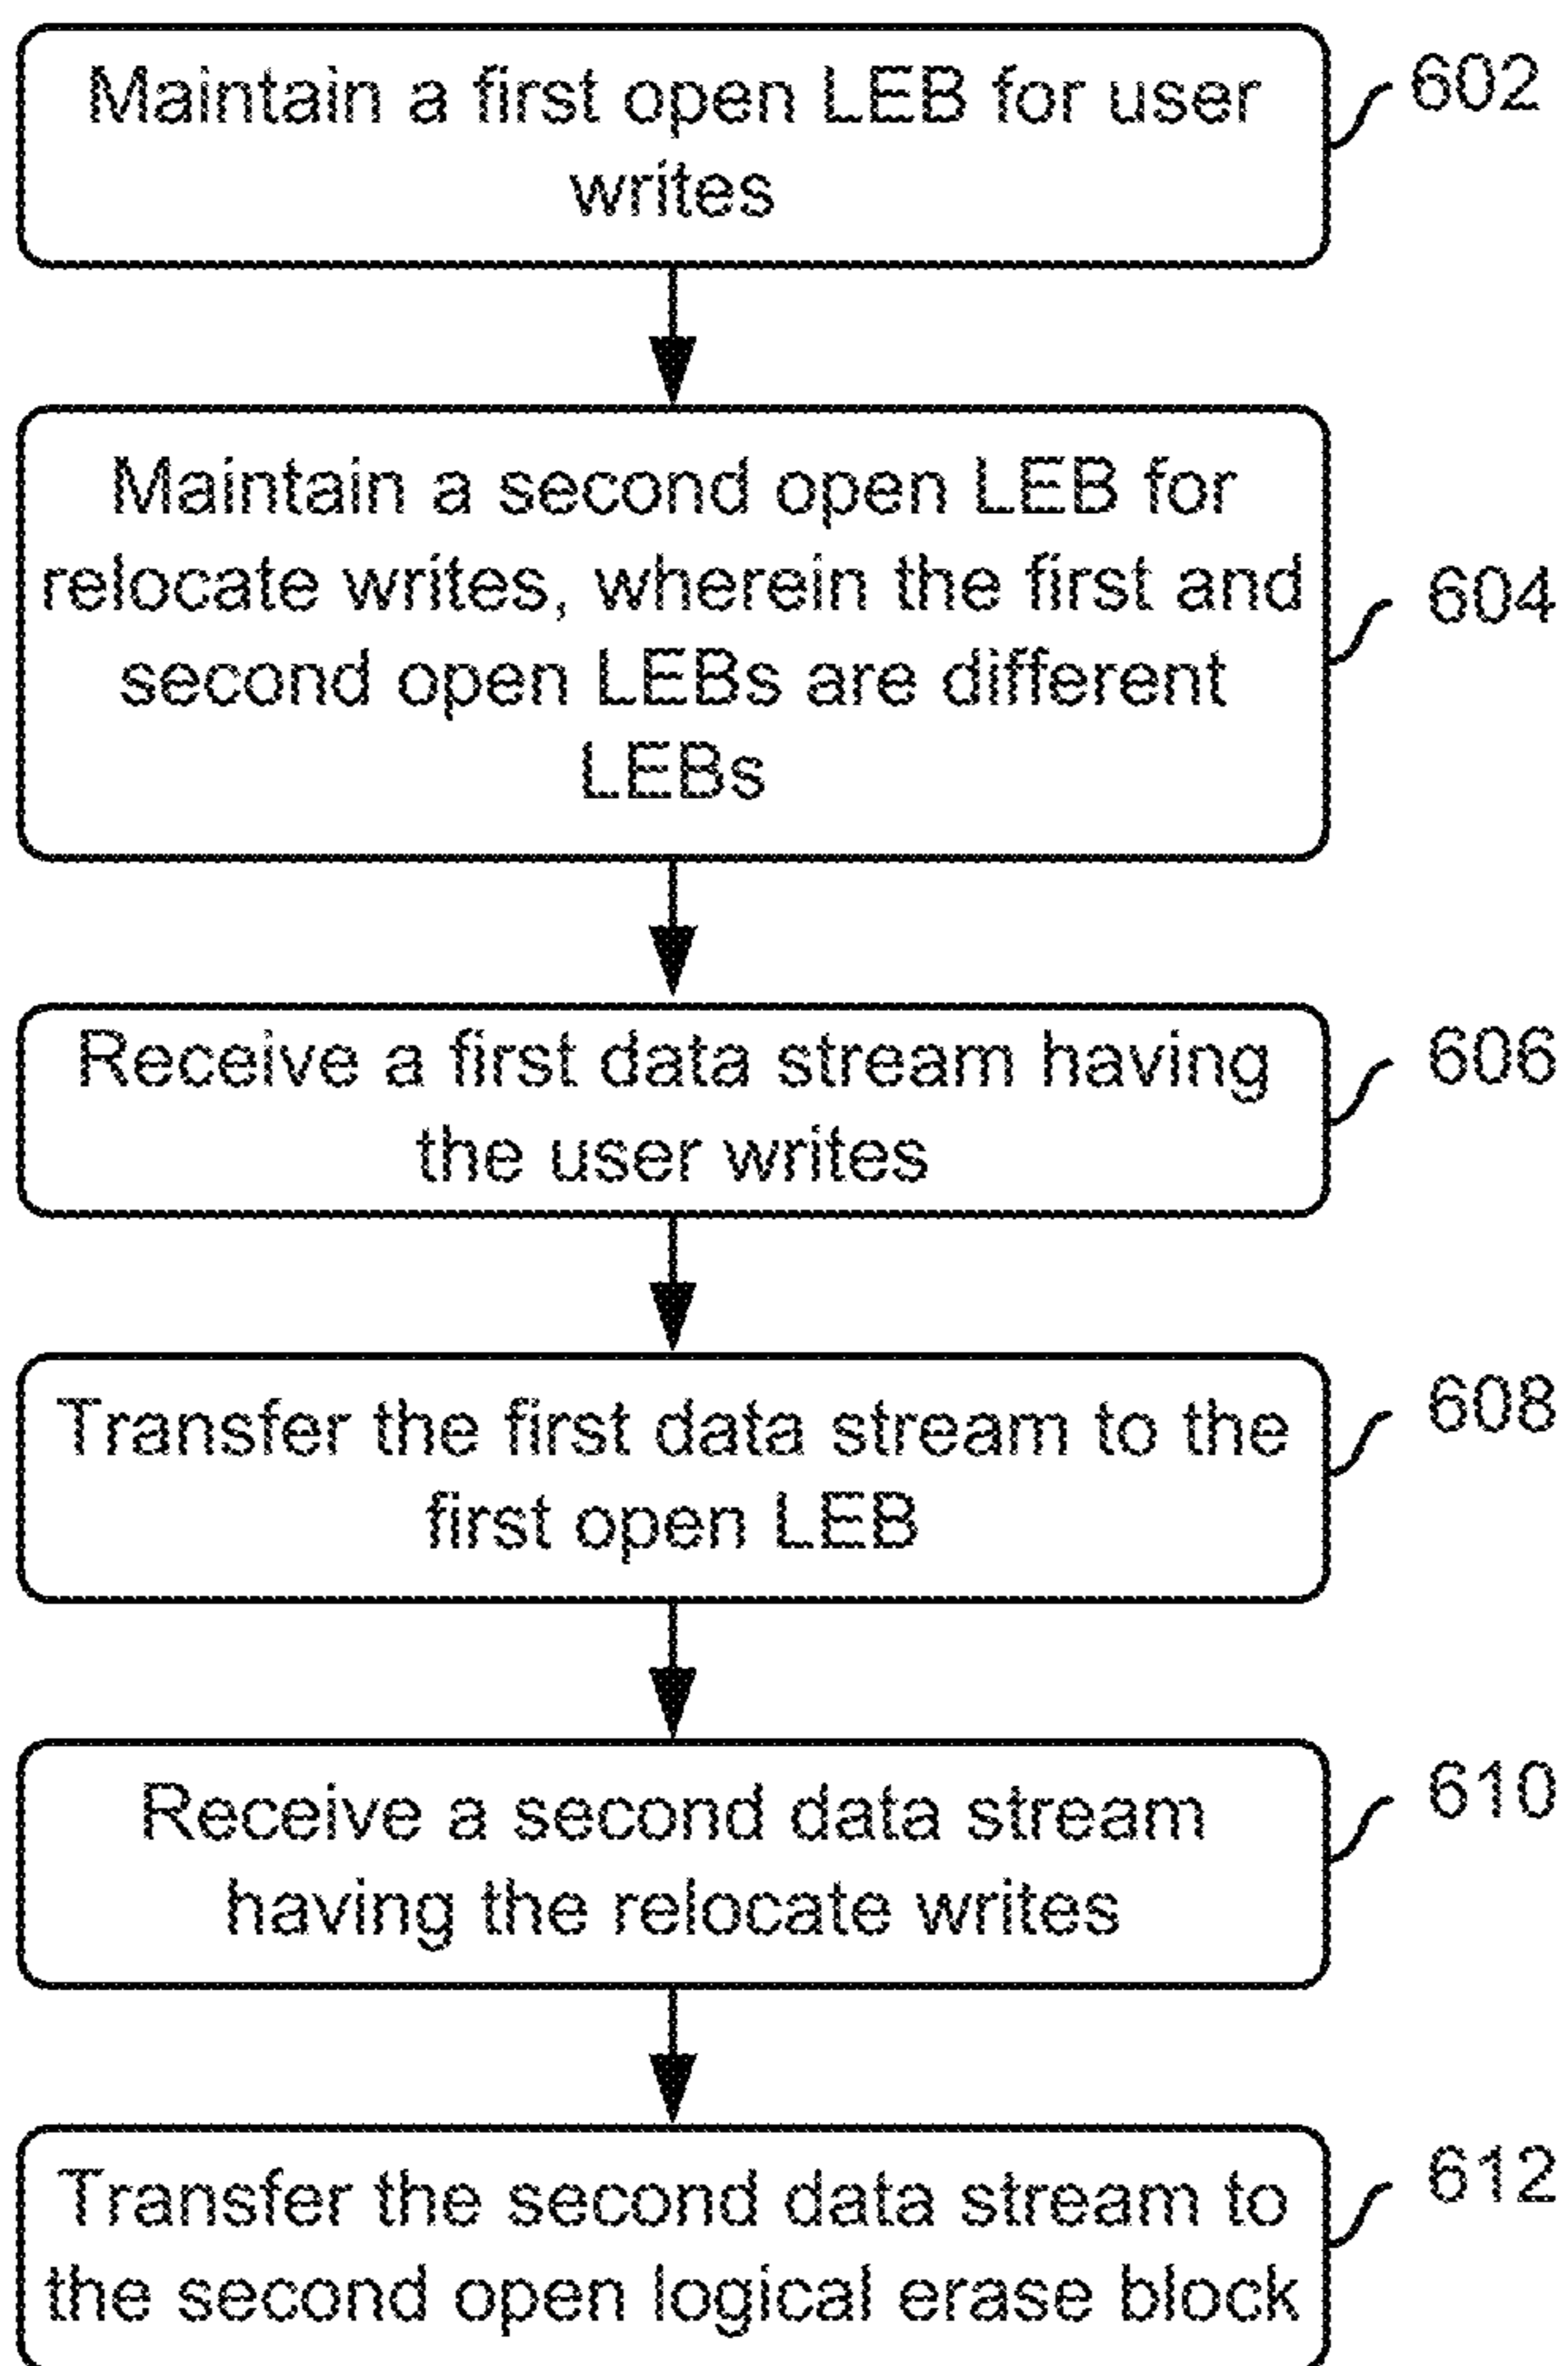 Maintain a first open LEB for user
writes
602
Maintain a second open LEB for
relocate writes, wherein the first and
second open LEBs are different
LEBs
604
Receive a first data stream having
the user writes
606
Transfer the first data stream to the
first open LEB
608
Receive a second data stream
having the relocate writes
610
Transfer the second data stream to
the second open logical erase block
612